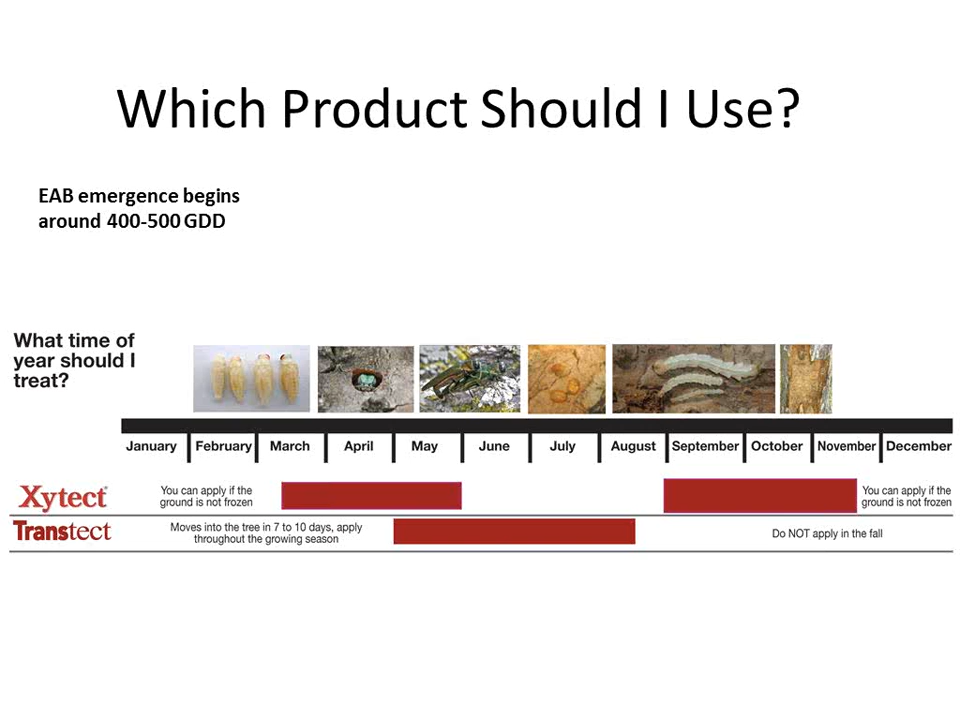 Which Product Should I Use?
EAB emergence begins
around 400-500 GDD
What time of
year should I
treat?
January February March April May June July August September October November December
Xytect
You can apply if the
ground is not frozen
You can apply if the
ground is not frozen
Transtect
Moves into the tree in 7 to 10 days, apply
throughout the growing season
Do NOT apply in the fall